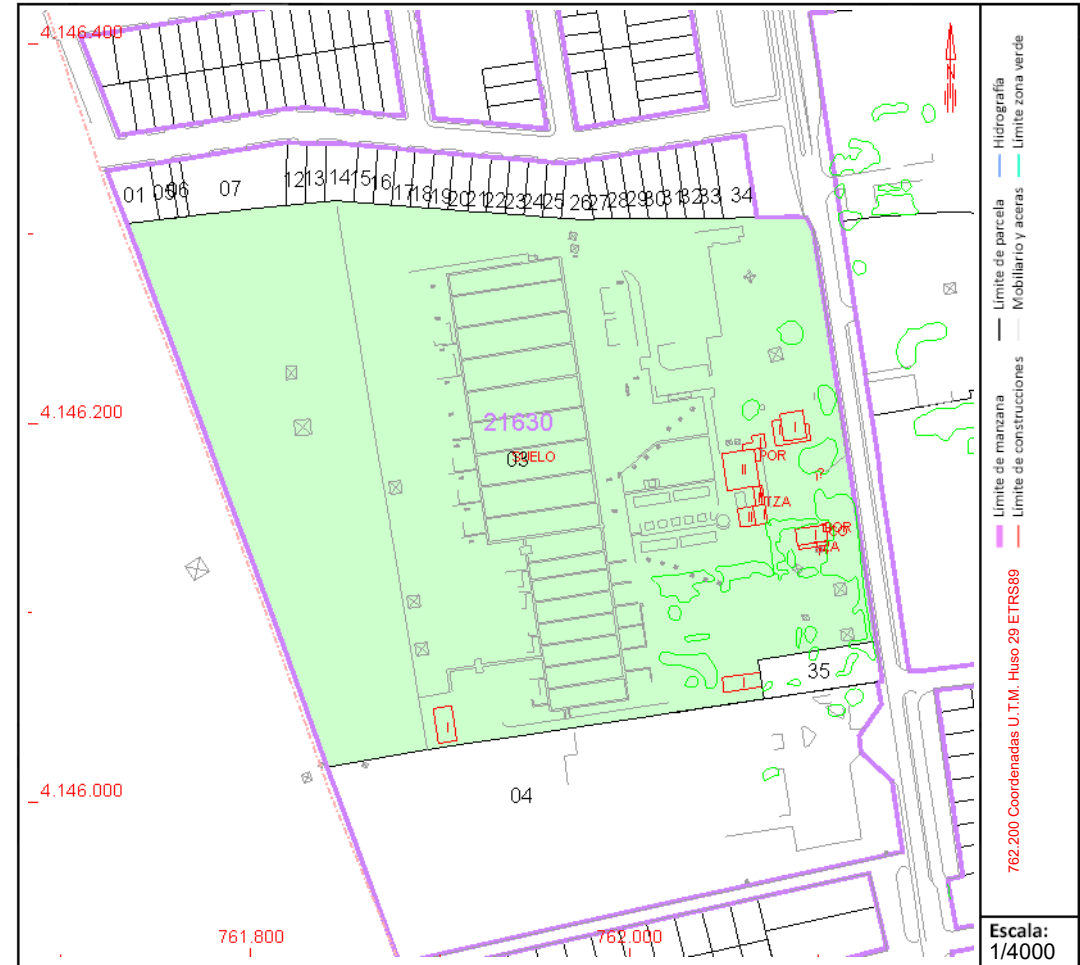 4.146.400
01
05
06
07
12
13
14
15
16
17
18
19
20
21
22
23
24
25
26
27
28
29
30
31
32
33
34
4.146.200
21630
03
SUELO
POR
I
II
TZA
POR
35
4.146.000
04
761.800
762.000
Hidrografía
Límite zona verde
Límite de parcela
Mobiliario y aceras
Límite de manzana
Límite de construcciones
762.200 Coordenadas U.T.M. Huso 29 ETRS89
Escala:
1/4000